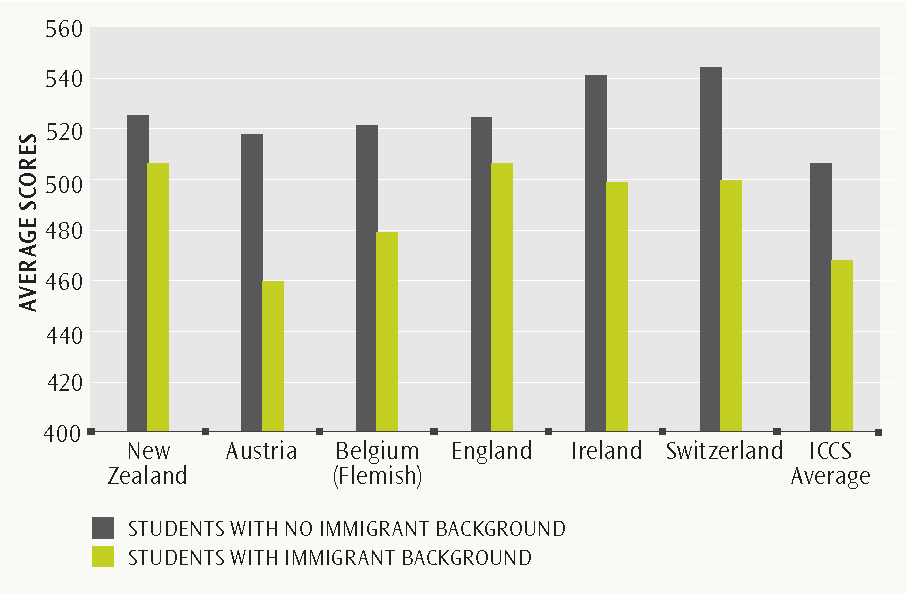 560
540
520
500
480
460
440
420
400
AVERAGE SCORES
New Zealand
Austria
Belgium (Flemish)
England
Ireland
Switzerland
ICCS Average
STUDENTS WITH NO IMMIGRANT BACKGROUND
STUDENTS WITH IMMIGRANT BACKGROUND